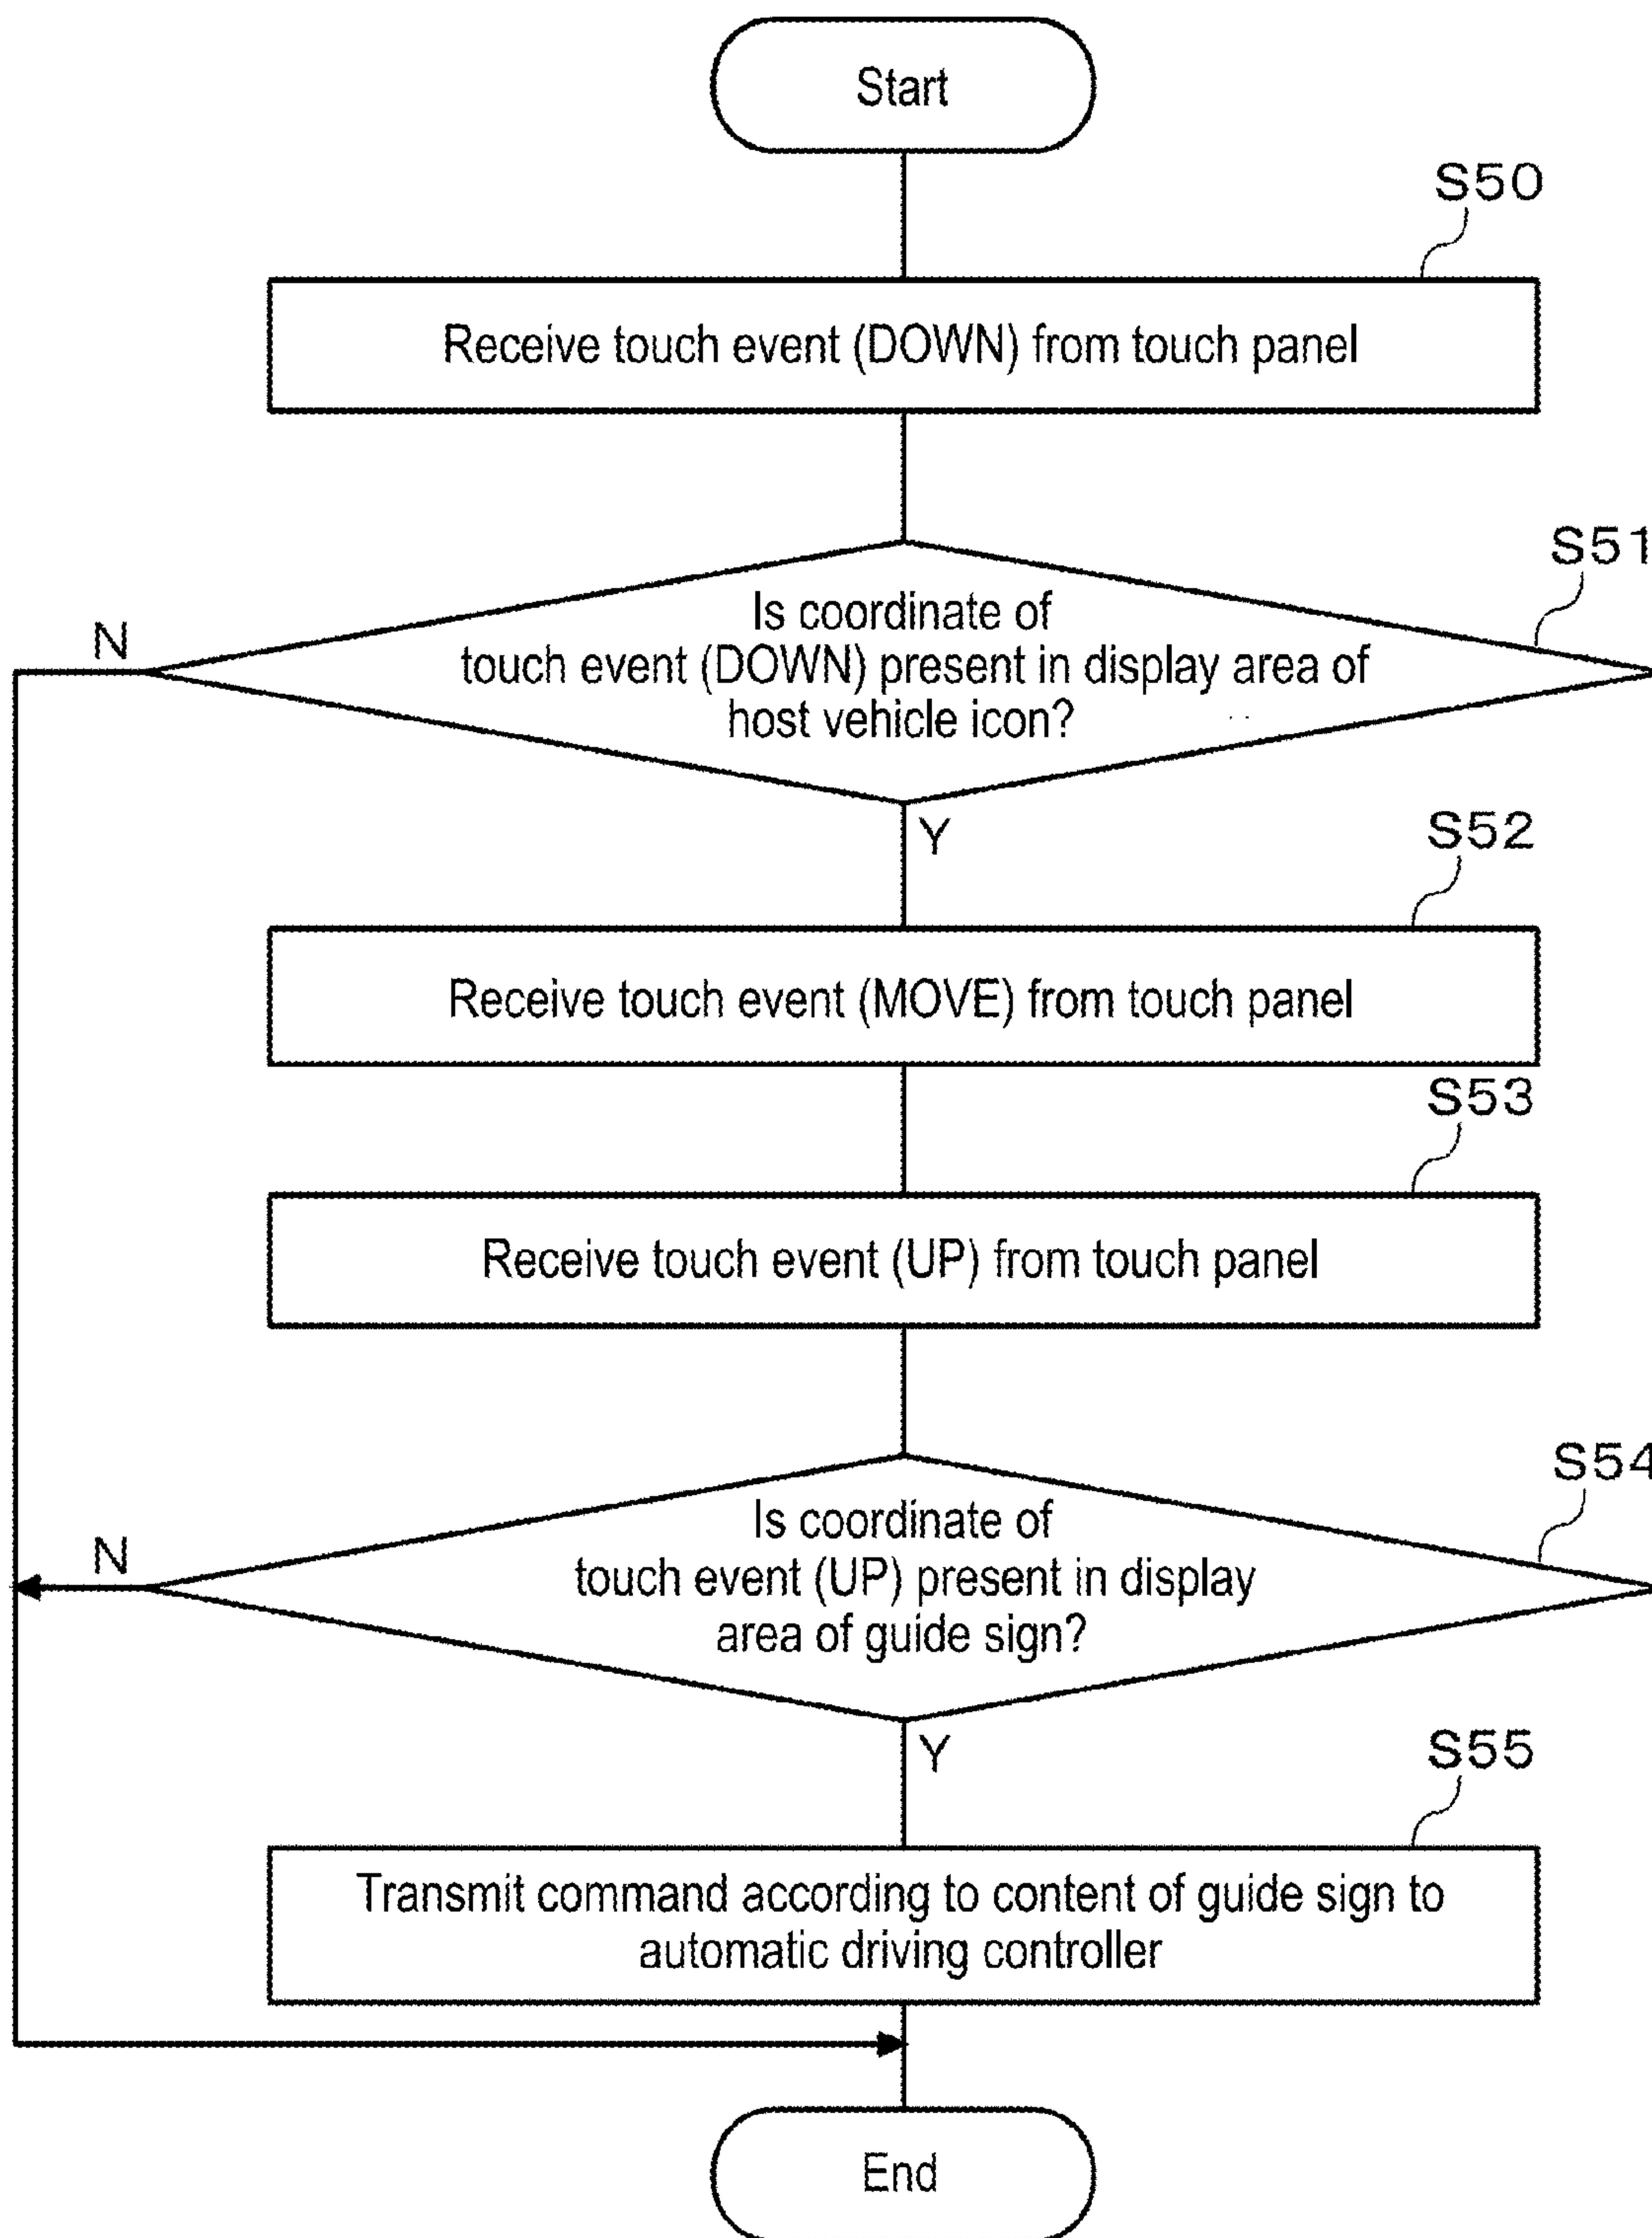 Start
S50
Receive touch event (DOWN) from touch panel
S51
N
Is coordinate of
touch event (DOWN) present in display area of
host vehicle icon?
Y
S52
Receive touch event (MOVE) from touch panel
S53
Receive touch event (UP) from touch panel
S54
N
Is coordinate of
touch event (UP) present in display
area of guide sign?
Y
S55
Transmit command according to content of guide sign to
automatic driving controller
End